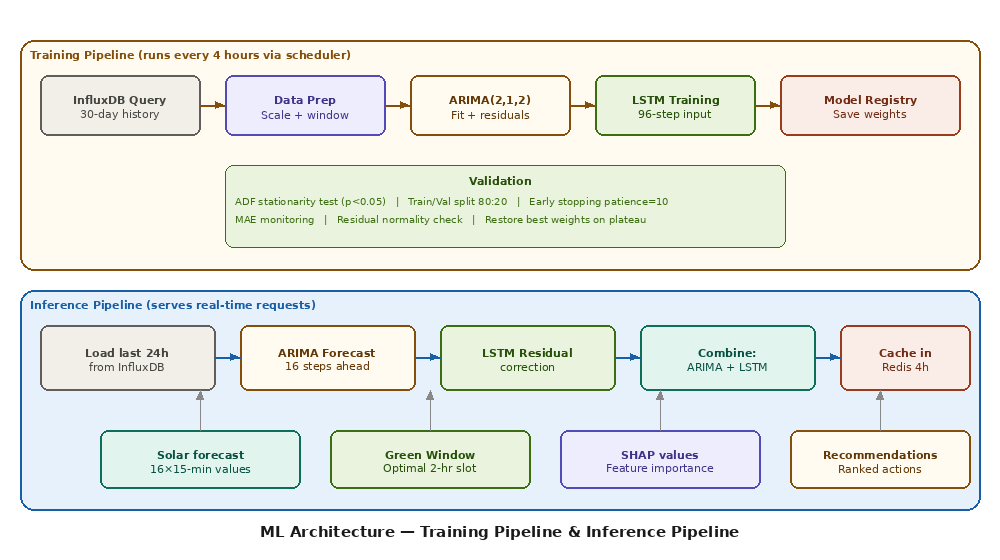 Training Pipeline (runs every 4 hours via scheduler)
InfluxDB Query
30-day history
Data Prep
Scale + window
ARIMA(2,1,2)
Fit + residuals
LSTM Training
96-step input
Model Registry
Save weights
Validation
ADF stationarity test (p<0.05) | Train/Val split 80:20 | Early stopping patience=10
MAE monitoring | Residual normality check | Restore best weights on plateau
Inference Pipeline (serves real-time requests)
Load last 24h
from InfluxDB
ARIMA Forecast
16 steps ahead
LSTM Residual
correction
Combine:
ARIMA + LSTM
Cache in
Redis 4h
Solar forecast
16×15-min values
Green Window
Optimal 2-hr slot
SHAP values
Feature importance
Recommendations
Ranked actions
ML Architecture — Training Pipeline & Inference Pipeline